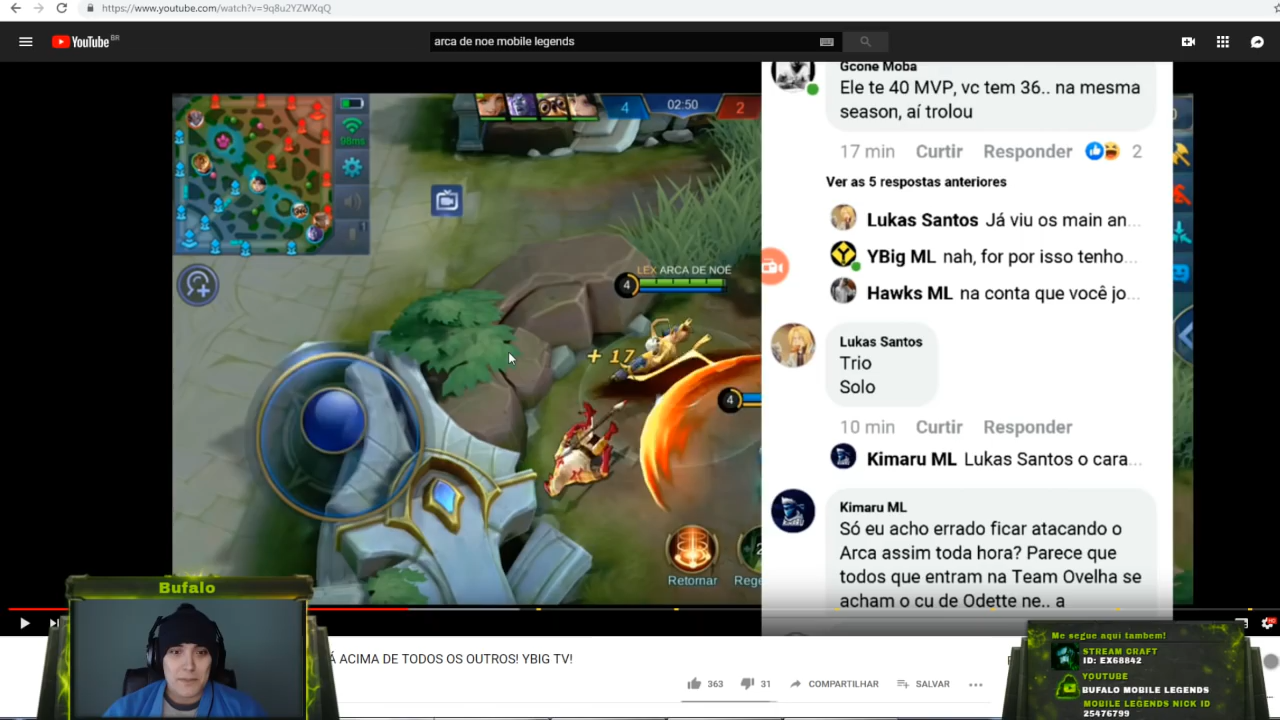 https://www.youtube.com/watch?v=9q8u2YZWXqQ
YouTube BR
arca de noe mobile legends
4
02:50
2
98ms
1
LEX ARCA DE NOÉ
4
+ 17
4
Retornar
Rege
Gcone Moba
Ele te 40 MVP, vc tem 36.. na mesma
season, aí trolou
17 min Curtir Responder 2
Ver as 5 respostas anteriores
Lukas Santos Já viu os main an...
YBig ML nah, for por isso tenho...
Hawks ML na conta que você jo...
Lukas Santos
Trio
Solo
10 min Curtir Responder
Kimaru ML Lukas Santos o cara...
Kimaru ML
Só eu acho errado ficar atacando o
Arca assim toda hora? Parece que
todos que entram na Team Ovelha se
acham o cu de Odette ne.. a
Bufalo
Á ACIMA DE TODOS OS OUTROS! YBIG TV!
363 31 COMPARTILHAR SALVAR
Me segue aqui tambem!
STREAM CRAFT
ID: EX68842
YOUTUBE
BUFALO MOBILE LEGENDS
MOBILE LEGENDS NICK ID
25476799